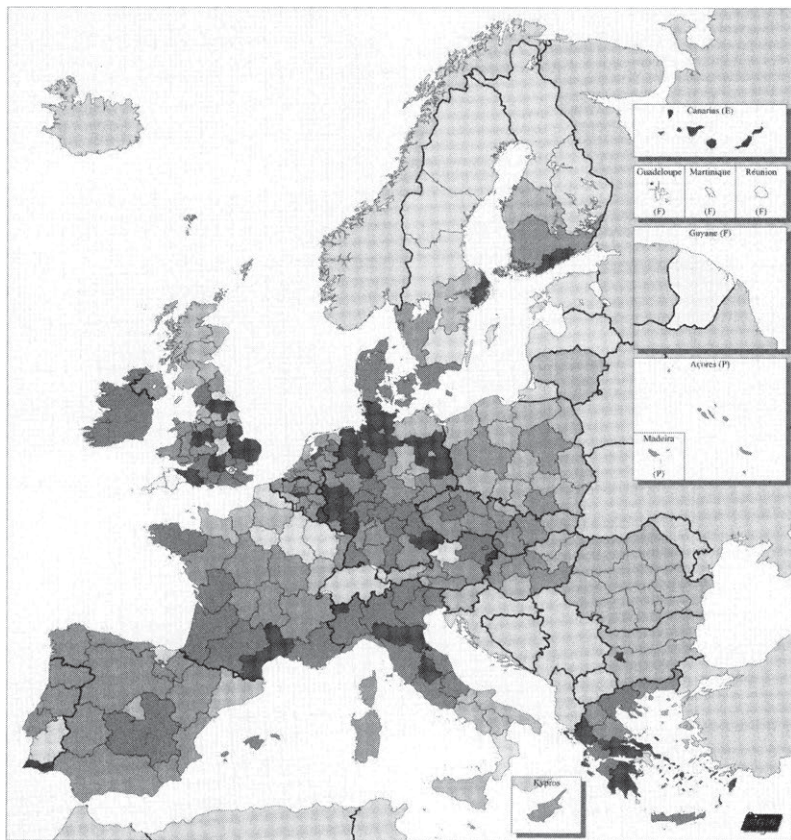 Canarias (E)
Guadeloupe
Martinique
Réunion
(F)
(F)
(F)
Guyane (F)
Açores (P)
Madeira
(P)
Kypros